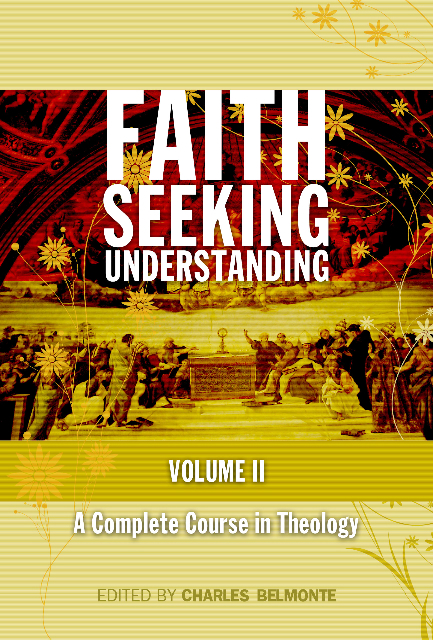 FAITH
SEEKING
UNDERSTANDING
VOLUME II
A Complete Course in Theology
EDITED BY CHARLES BELMONTE